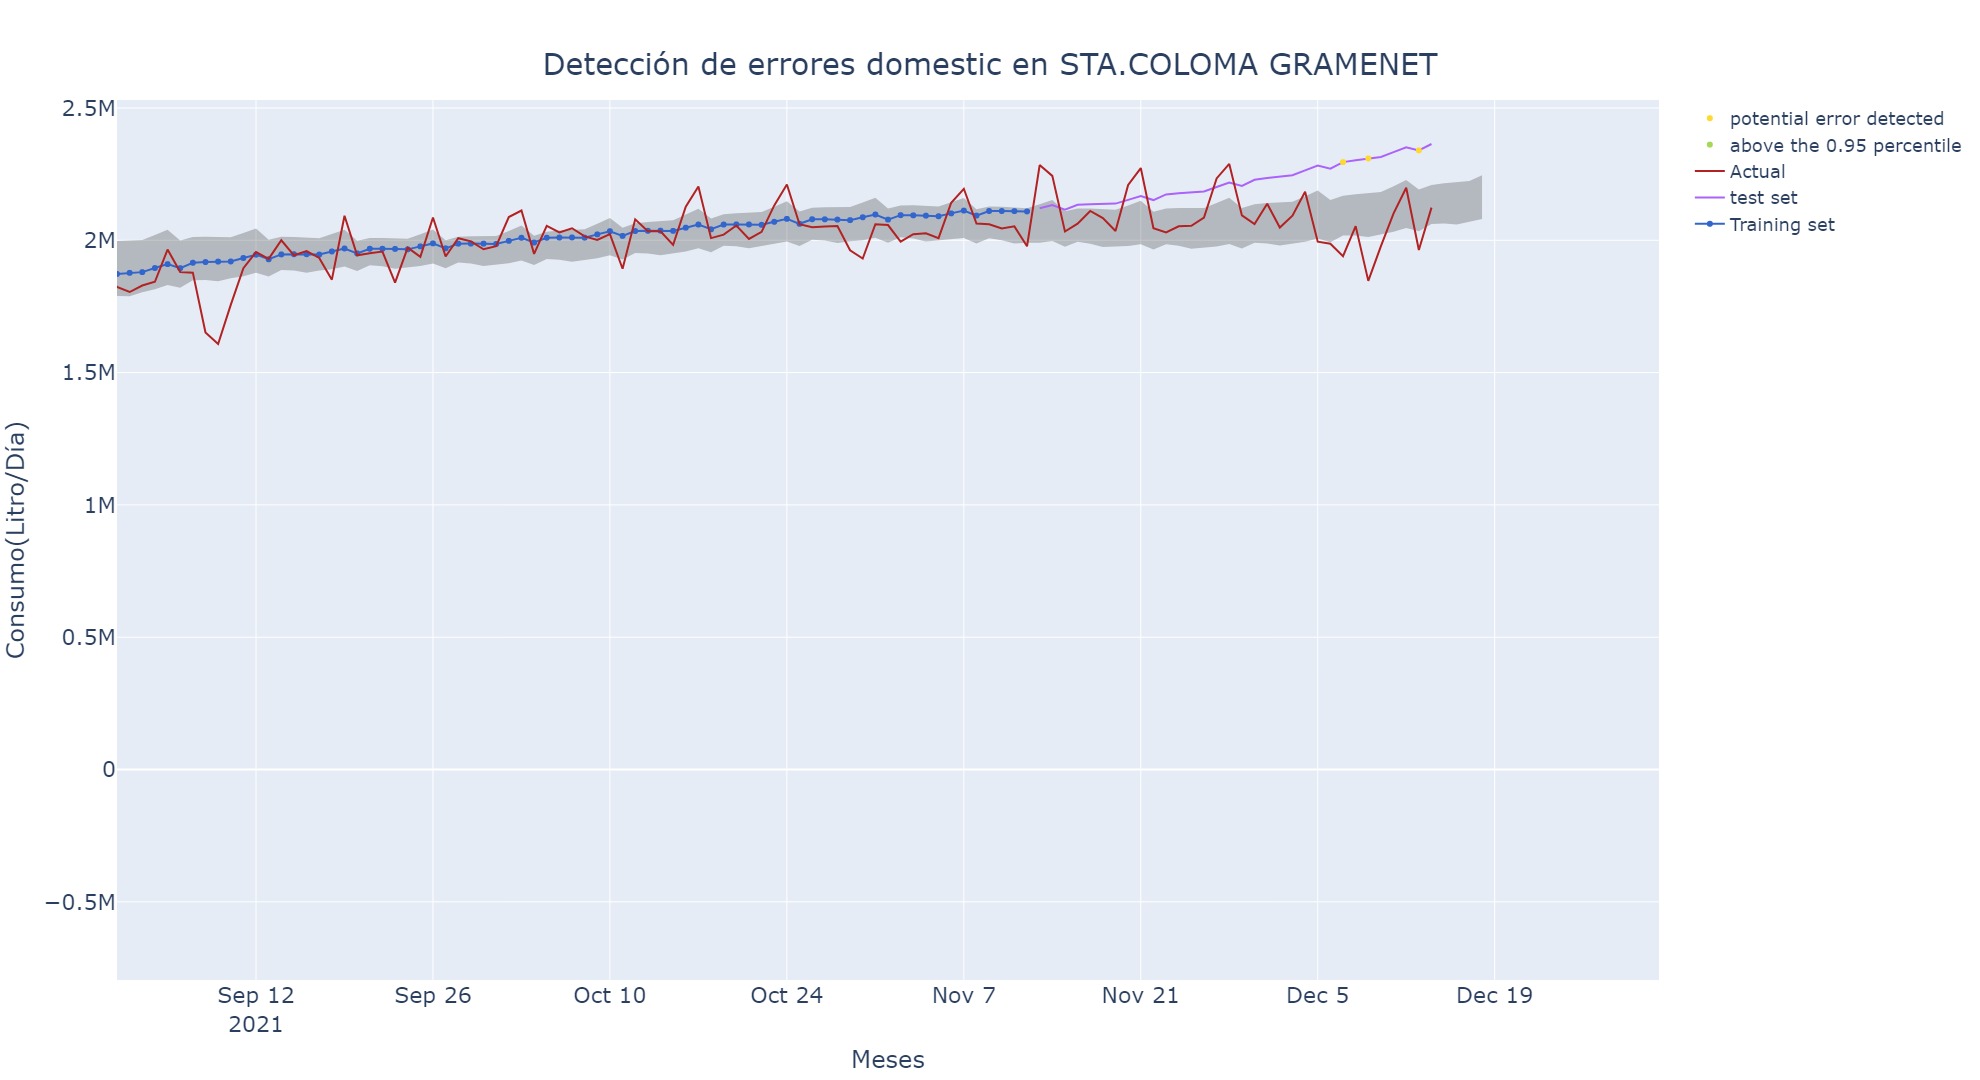 Detección de errores domestic en STA.COLOMA GRAMENET
2.5M
2M
1.5M
1M
0.5M
0
−0.5M
Consumo(Litro/Día)
Sep 12
2021
Sep 26
Oct 10
Oct 24
Nov 7
Nov 21
Dec 5
Dec 19
Meses
potential error detected
above the 0.95 percentile
Actual
test set
Training set